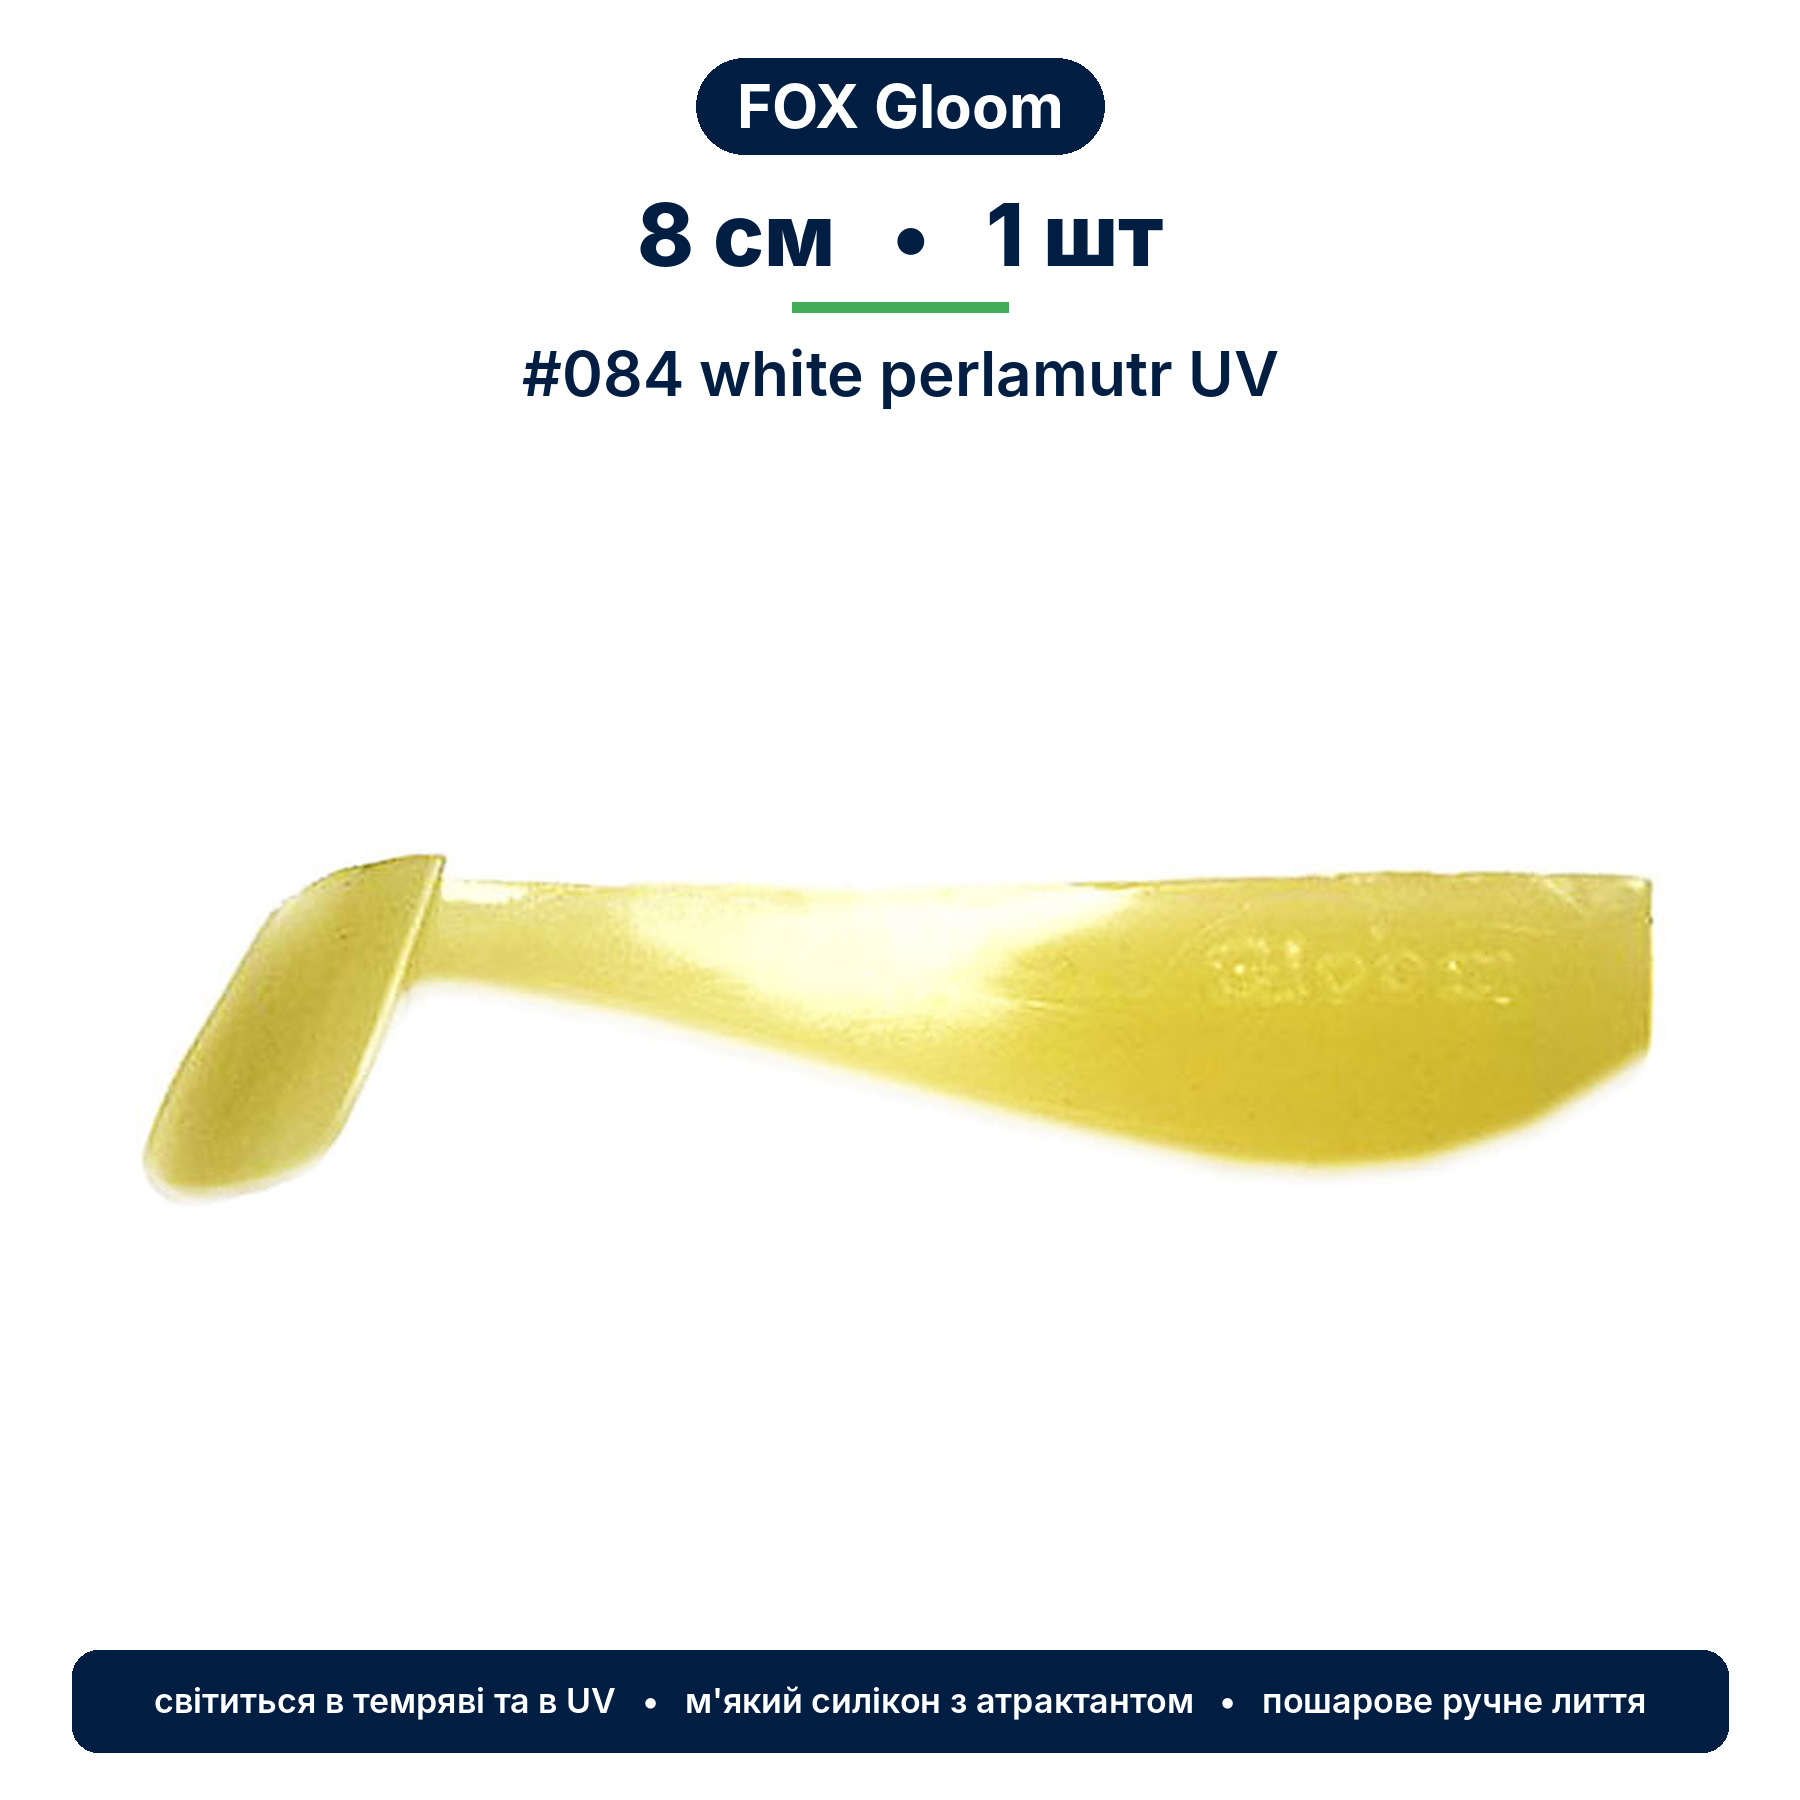 FOX Gloom
8 см • 1 шт
#084 white perlamutr UV
Gloom
світиться в темряві та в UV • м'який силікон з атрактантом • пошарове ручне лиття